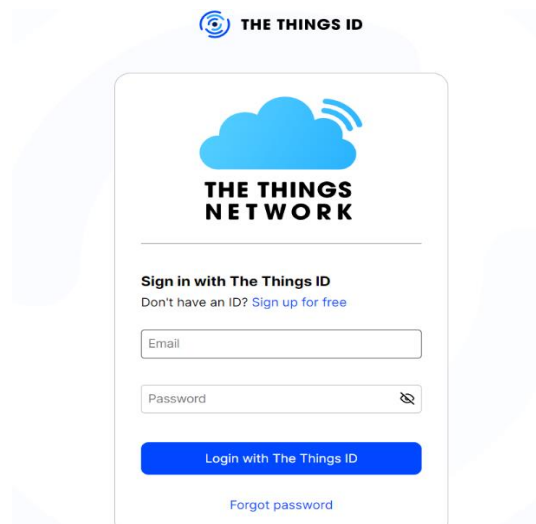 THE THINGS ID
THE THINGS
NETWORK
Sign in with The Things ID
Don't have an ID? Sign up for free
Email
Password
Login with The Things ID
Forgot password